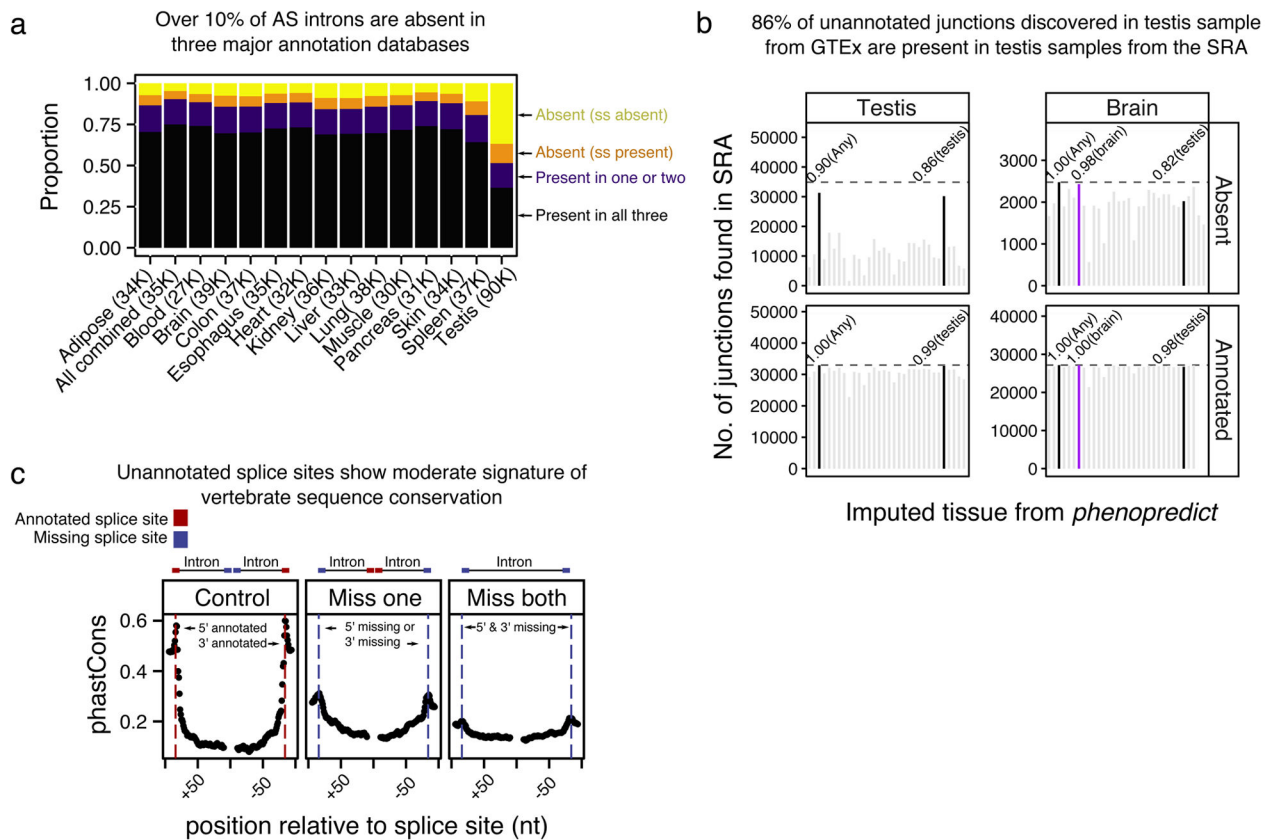 a
Over 10% of AS introns are absent in
three major annotation databases
Proportion
1.00
0.75
0.50
0.25
0.00
Absent (ss absent)
Absent (ss present)
Present in one or two
Present in all three
Adipose (34K)
All combined (35K)
Blood (27K)
Brain (39K)
Colon (37K)
Esophagus (35K)
Heart (32K)
Kidney (36K)
Liver (33K)
Lung( 38K)
Muscle (30K)
Pancreas (31K)
Skin (34K)
Spleen (37K)
Testis (90K)
b
86% of unannotated junctions discovered in testis sample
from GTEx are present in testis samples from the SRA
No. of junctions found in SRA
Testis
Brain
50000
40000
30000
20000
10000
0
0.90(Any)
0.86(testis)
3000
2000
1000
0
1.00(Any)
0.98(brain)
0.82(testis)
Absent
50000
40000
30000
20000
10000
0
1.00(Any)
0.99(testis)
40000
30000
20000
10000
0
1.00(Any)
1.00(brain)
0.98(testis)
Annotated
Imputed tissue from phenopredict
c
Unannotated splice sites show moderate signature of
vertebrate sequence conservation
Annotated splice site
Missing splice site
Intron
Intron
Intron
Intron
Intron
Control
Miss one
Miss both
phastCons
0.6
0.4
0.2
5' annotated
3' annotated
5' missing or
3' missing
5' & 3' missing
+50
-50
+50
-50
+50
-50
position relative to splice site (nt)